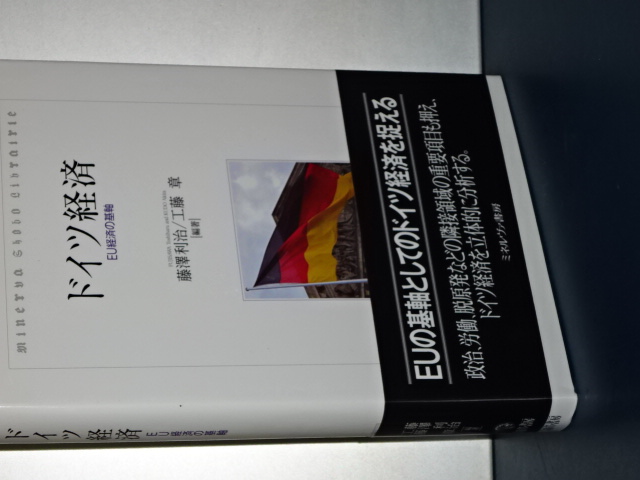 minerva shobo librairie
ドイツ経済
EU経済の基軸
藤澤利治/工藤 章
[編著]
EUの基軸としてのドイツ経済を捉える
政治、労働、脱原発などの隣接領域の重要項目も押え、
ドイツ経済を立体的に分析する。
ミネルヴァ書房
ドイツ経済
EU経済の基軸